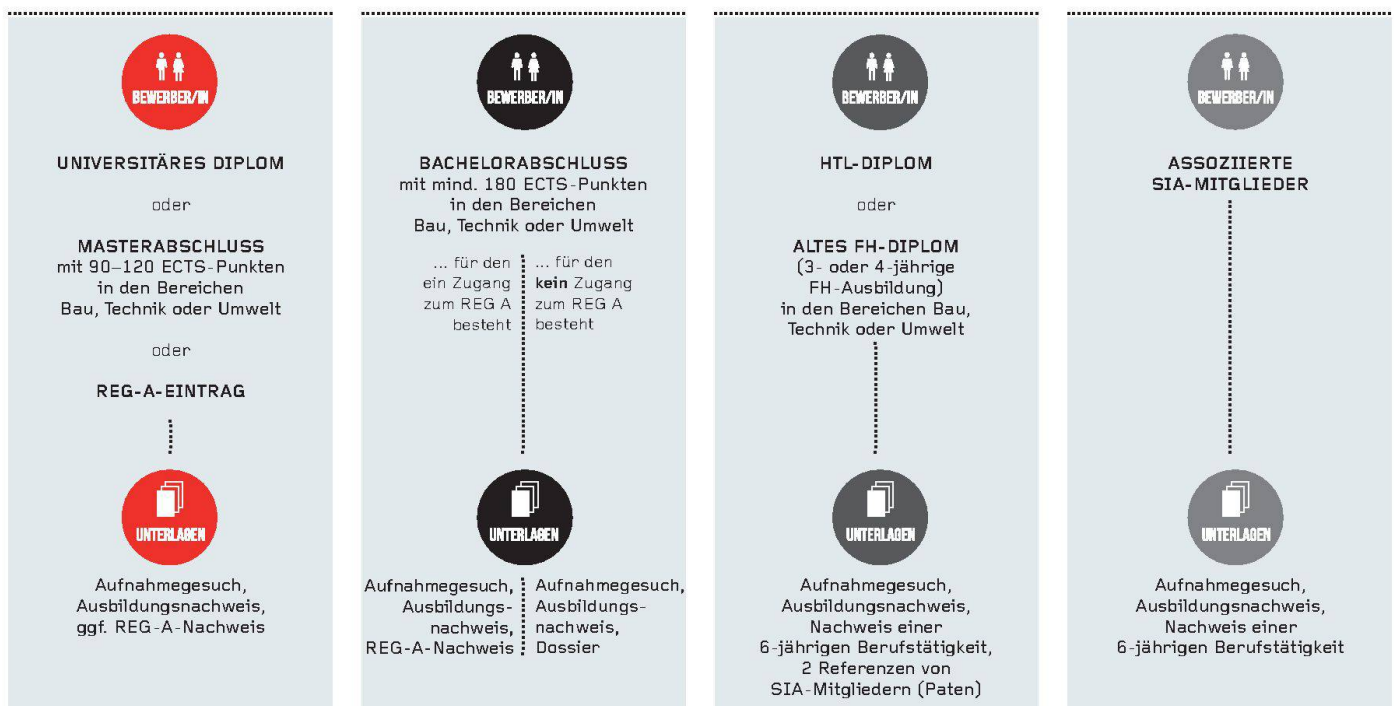 BEWERBER/IN
UNIVERSITÄRES DIPLOM
oder
MASTERABSCHLUSS
mit 90–120 ECTS-Punkten
in den Bereichen
Bau, Technik oder Umwelt
oder
REG-A-EINTRAG
UNTERLAGEN
Aufnahmegesuch,
Ausbildungsnachweis,
ggf. REG-A-Nachweis
BEWERBER/IN
BACHELORABSCHLUSS
mit mind. 180 ECTS-Punkten
in den Bereichen
Bau, Technik oder Umwelt
... für den
ein Zugang
zum REG A
besteht
... für den
kein Zugang
zum REG A
besteht
UNTERLAGEN
Aufnahmegesuch,
Ausbildungs-
nachweis,
REG-A-Nachweis
Aufnahmegesuch,
Ausbildungs-
nachweis,
Dossier
BEWERBER/IN
HTL-DIPLOM
oder
ALTES FH-DIPLOM
(3- oder 4-jährige
FH-Ausbildung)
in den Bereichen Bau,
Technik oder Umwelt
UNTERLAGEN
Aufnahmegesuch,
Ausbildungsnachweis,
Nachweis einer
6-jährigen Berufstätigkeit,
2 Referenzen von
SIA-Mitgliedern (Paten)
BEWERBER/IN
ASSOZIIERTE
SIA-MITGLIEDER
UNTERLAGEN
Aufnahmegesuch,
Ausbildungsnachweis,
Nachweis einer
6-jährigen Berufstätigkeit